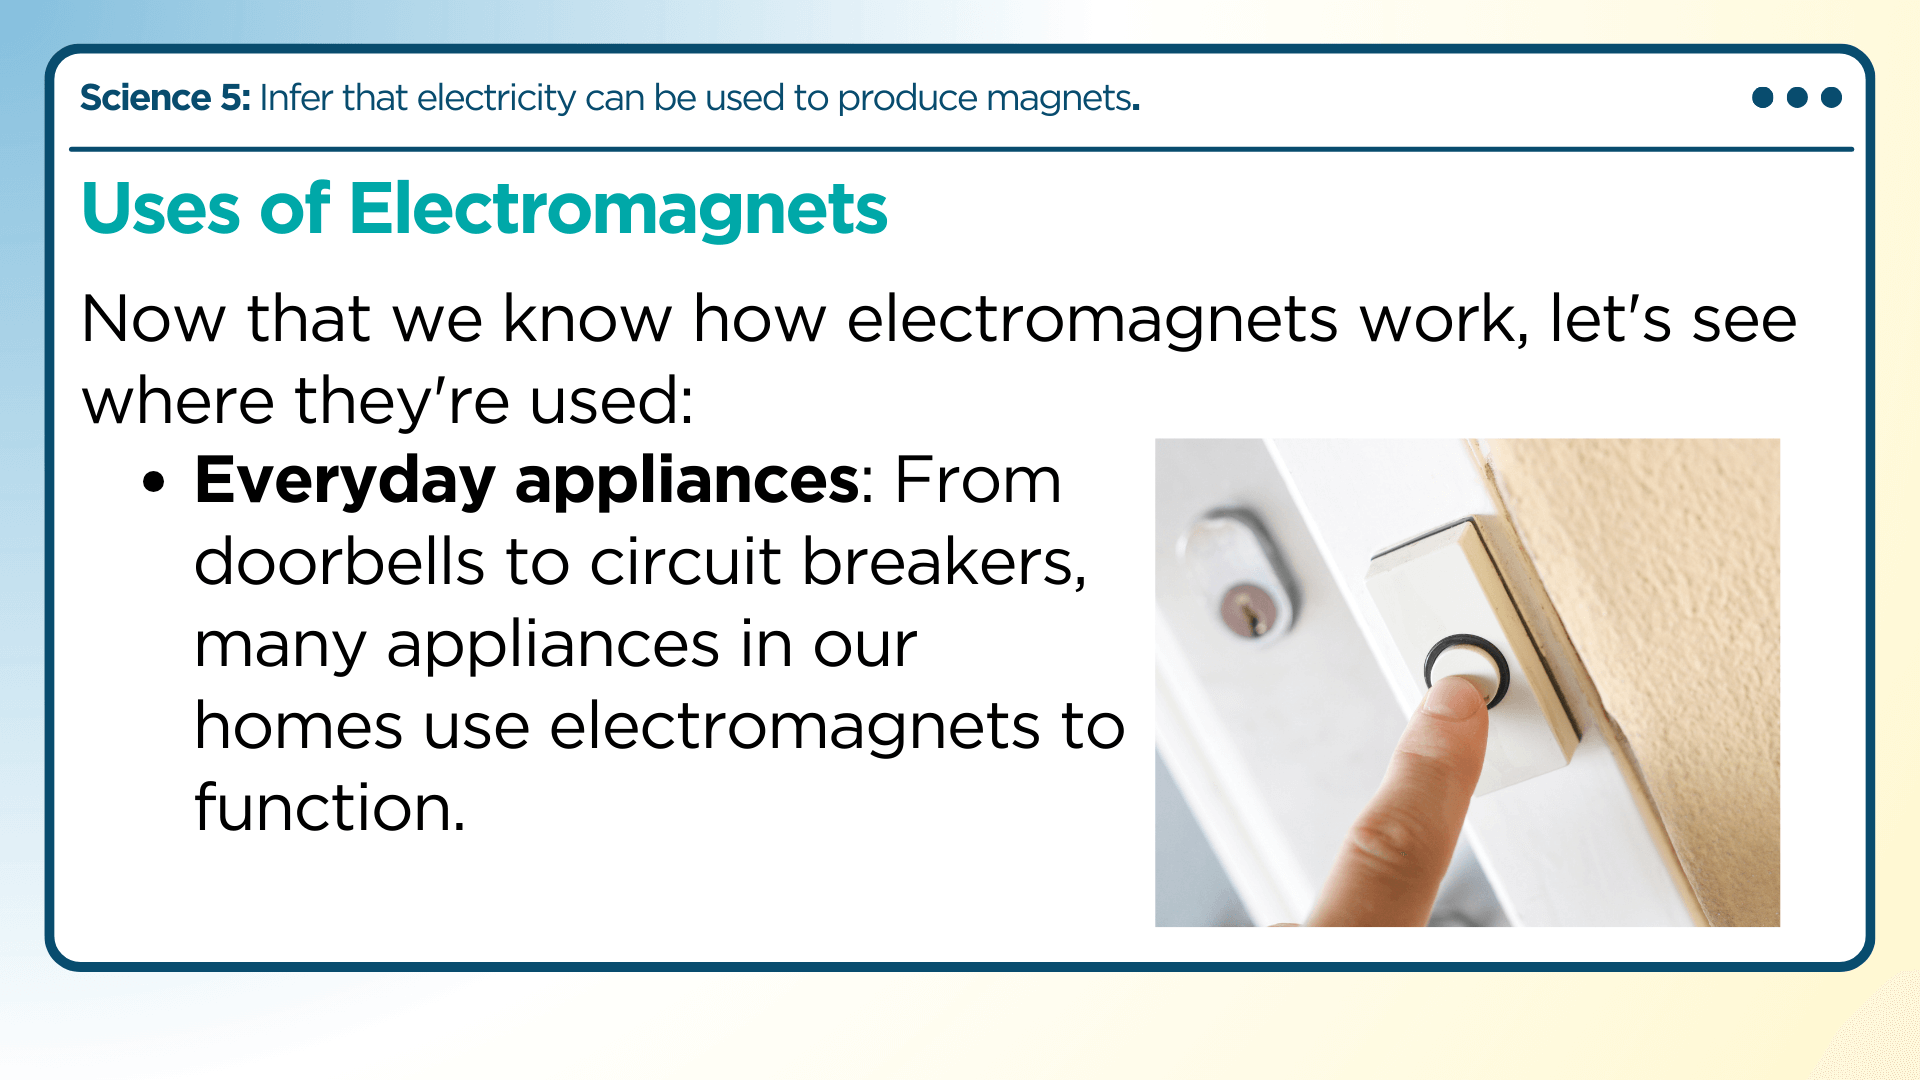 Science 5: Infer that electricity can be used to produce magnets.
Uses of Electromagnets
Now that we know how electromagnets work, let's see
where they're used:
• Everyday appliances: From
doorbells to circuit breakers,
many appliances in our
homes use electromagnets to
function.